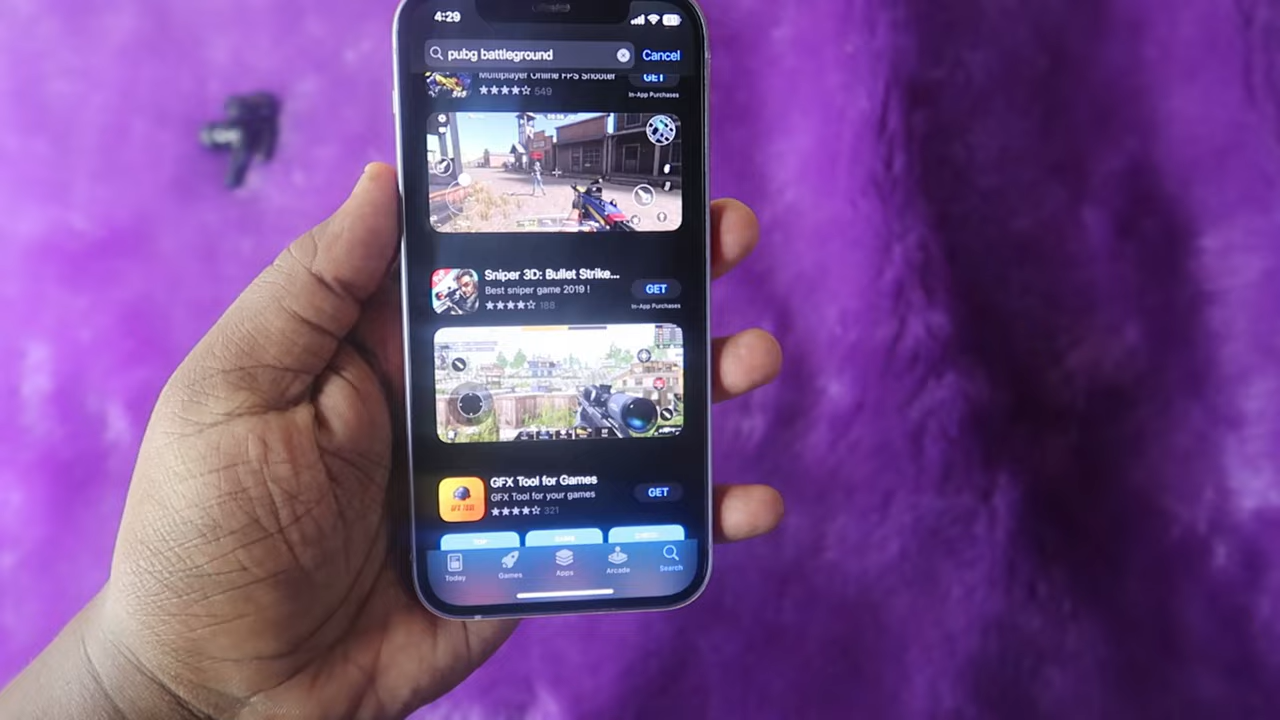 4:29
pubg battleground
Cancel
Multiplayer Online FPS Shooter
GET
549
In-App Purchases
Sniper 3D: Bullet Strike...
Best sniper game 2019 !
GET
188
In-App Purchases
GFX Tool for Games
GFX Tool for your games
GET
321
GFX TOOL
Today
Games
Apps
Arcade
Search